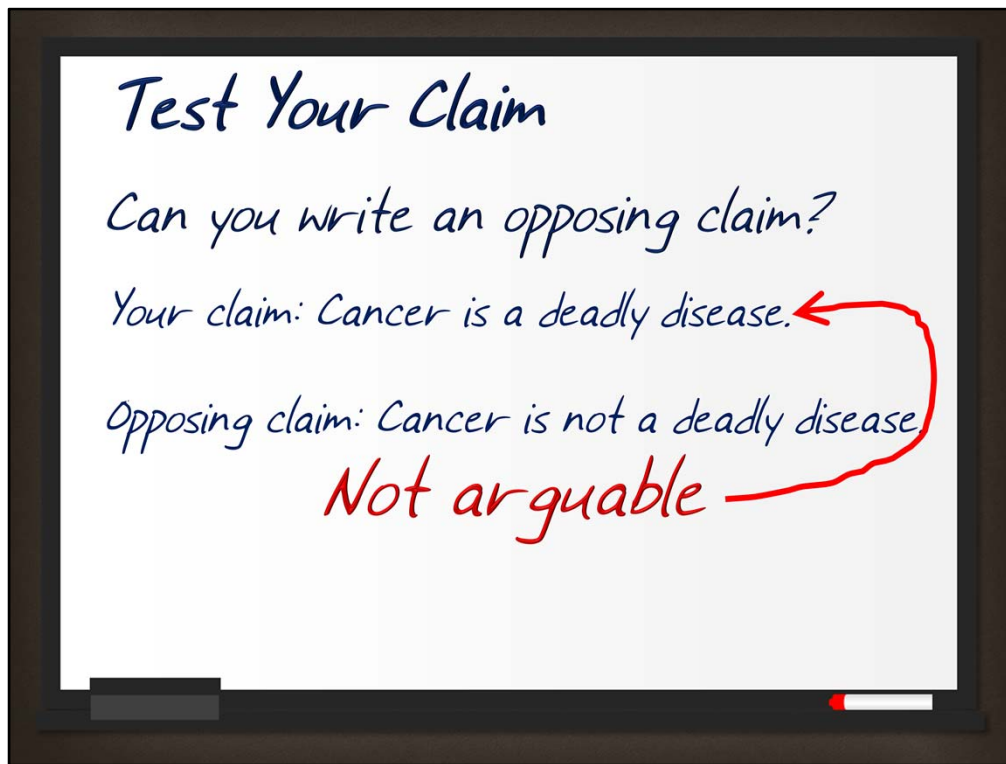 Test Your Claim
Can you write an opposing claim?
Your claim: Cancer is a deadly disease.
Opposing claim: Cancer is not a deadly disease.
Not arguable